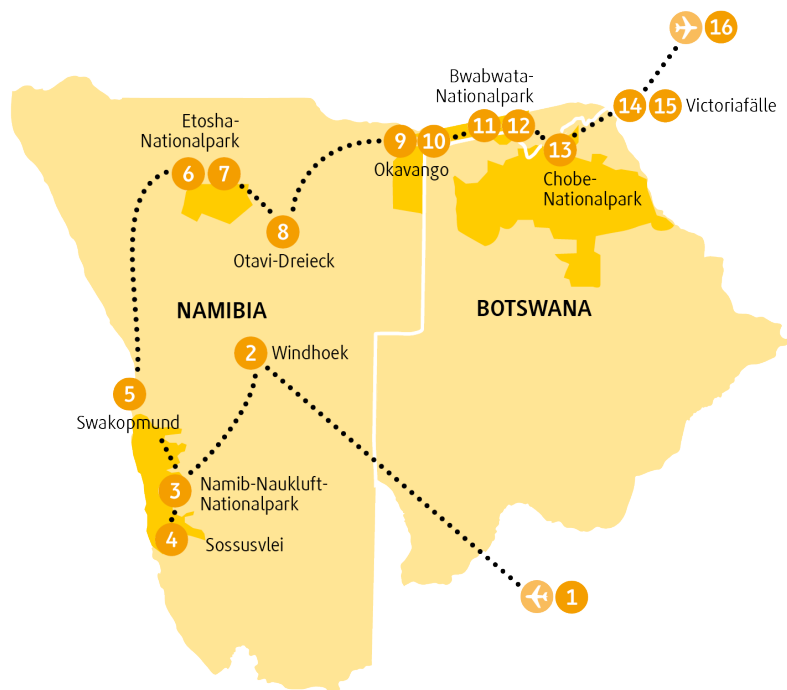 16
Bwabwata-
Nationalpark
14
15
Victoriafälle
Etosha-
Nationalpark
9
10
11
12
13
Okavango
6
7
Chobe-
Nationalpark
8
Otavi-Dreieck
NAMIBIA
BOTSWANA
2
Windhoek
5
Swakopmund
3
Namib-Naukluft-
Nationalpark
4
Sossusvlei
1